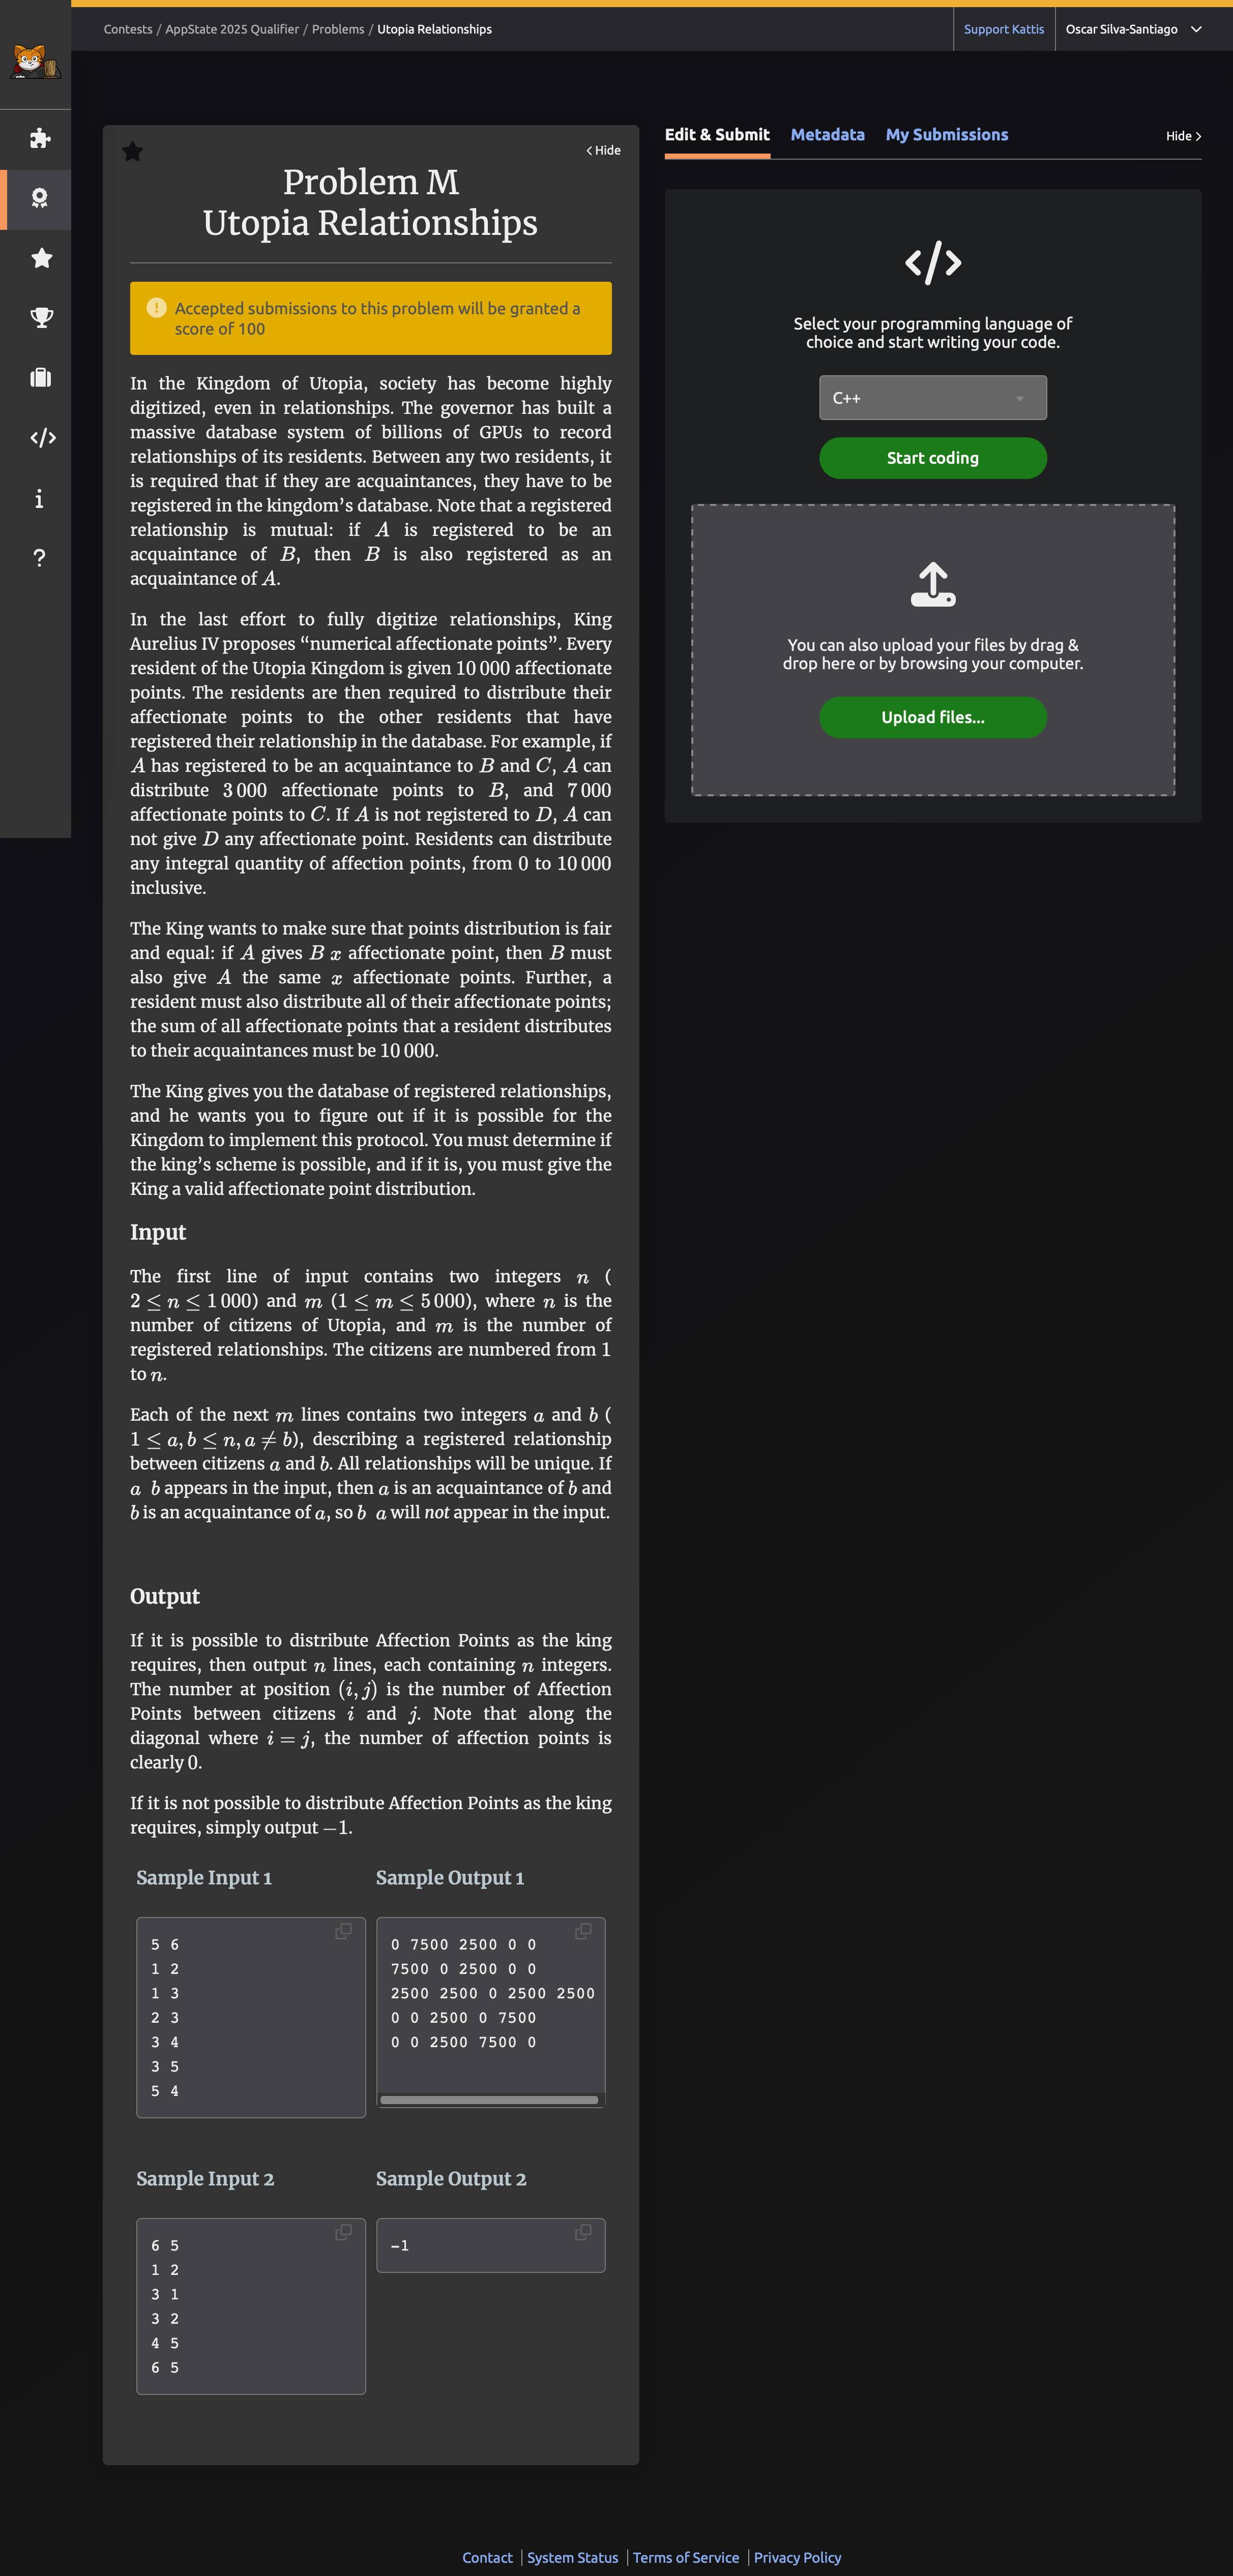 Contests / AppState 2025 Qualifier / Problems / Utopia Relationships
Support Kattis
Oscar Silva-Santiago
Hide
Problem M
Utopia Relationships
Accepted submissions to this problem will be granted a
score of 100
In the Kingdom of Utopia, society has become highly
digitized, even in relationships. The governor has built a
massive database system of billions of GPUs to record
relationships of its residents. Between any two residents, it
is required that if they are acquaintances, they have to be
registered in the kingdom's database. Note that a registered
relationship is mutual: if A is registered to be an
acquaintance of B, then B is also registered as an
acquaintance of A.
In the last effort to fully digitize relationships, King
Aurelius IV proposes “numerical affectionate points”. Every
resident of the Utopia Kingdom is given 10 000 affectionate
points. The residents are then required to distribute their
affectionate points to the other residents that have
registered their relationship in the database. For example, if
A has registered to be an acquaintance to B and C, A can
distribute 3 000 affectionate points to B, and 7 000
affectionate points to C. If A is not registered to D, A can
not give D any affectionate point. Residents can distribute
any integral quantity of affection points, from 0 to 10 000
inclusive.
The King wants to make sure that points distribution is fair
and equal: if A gives B x affectionate point, then B must
also give A the same x affectionate points. Further, a
resident must also distribute all of their affectionate points;
the sum of all affectionate points that a resident distributes
to their acquaintances must be 10 000.
The King gives you the database of registered relationships,
and he wants you to figure out if it is possible for the
Kingdom to implement this protocol. You must determine if
the king's scheme is possible, and if it is, you must give the
King a valid affectionate point distribution.
Input
The first line of input contains two integers n (
2 ≤ n ≤ 1 000) and m (1 ≤ m ≤ 5 000), where n is the
number of citizens of Utopia, and m is the number of
registered relationships. The citizens are numbered from 1
to n.
Each of the next m lines contains two integers a and b (
1 ≤ a, b ≤ n, a ≠ b), describing a registered relationship
between citizens a and b. All relationships will be unique. If
a b appears in the input, then a is an acquaintance of b and
b is an acquaintance of a, so b a will not appear in the input.
Output
If it is possible to distribute Affection Points as the king
requires, then output n lines, each containing n integers.
The number at position (i, j) is the number of Affection
Points between citizens i and j. Note that along the
diagonal where i = j, the number of affection points is
clearly 0.
If it is not possible to distribute Affection Points as the king
requires, simply output −1.
Sample Input 1
5 6
1 2
1 3
2 3
3 4
3 5
5 4
Sample Output 1
0 7500 2500 0 0
7500 0 2500 0 0
2500 2500 0 2500 2500
0 0 2500 0 7500
0 0 2500 7500 0
Sample Input 2
6 5
1 2
3 1
3 2
4 5
6 5
Sample Output 2
-1
Edit & Submit
Metadata
My Submissions
Hide
</>
Select your programming language of
choice and start writing your code.
C++
Start coding
You can also upload your files by drag &
drop here or by browsing your computer.
Upload files...
Contact | System Status | Terms of Service | Privacy Policy